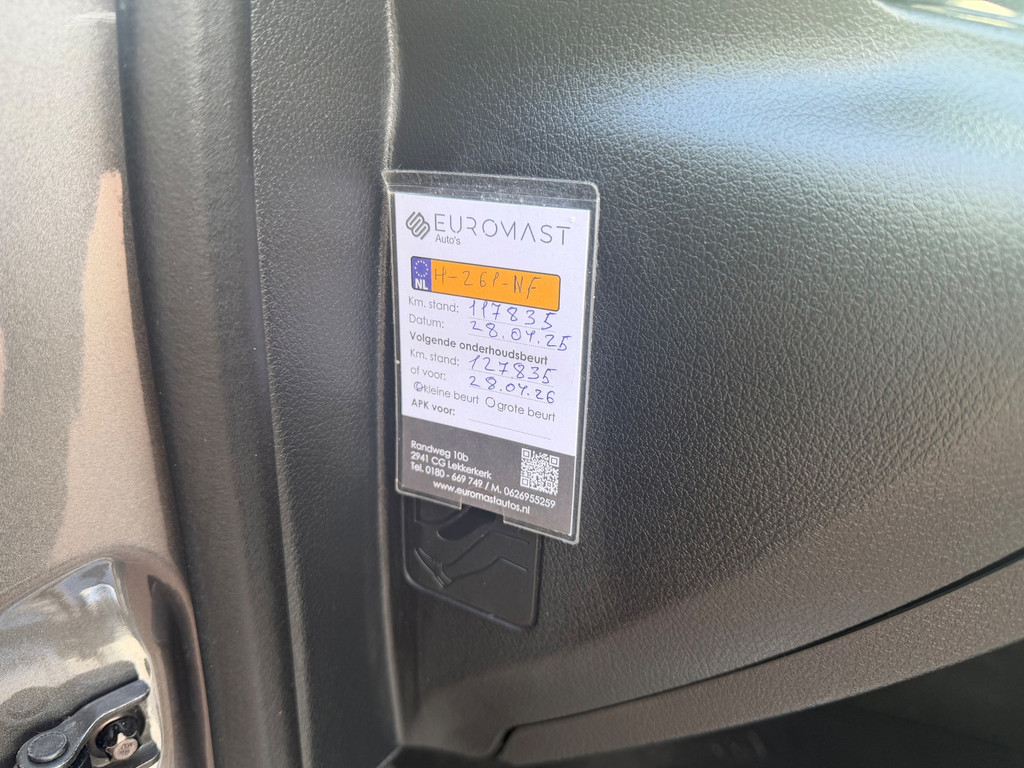 EUROMAST
Auto's
NL H-261-NF
Km. stand: 117835
Datum: 28.04.25
Volgende onderhoudsbeurt
Km. stand: 127835
of voor: 28.04.26
kleine beurt grote beurt
APK voor:
Randweg 10b
2941 CG Lekkerkerk
Tel. 0180 - 669 749 / M. 0626955259
www.euromastautos.nl